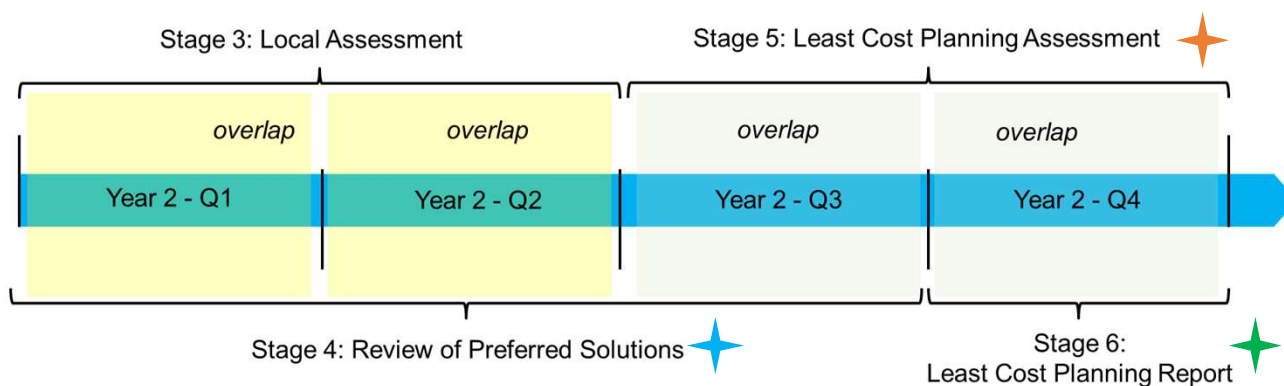 Stage 3: Local Assessment
Stage 5: Least Cost Planning Assessment
overlap
overlap
overlap
overlap
Year 2 - Q1
Year 2 - Q2
Year 2 - Q3
Year 2 - Q4
Stage 4: Review of Preferred Solutions
Stage 6:
Least Cost Planning Report